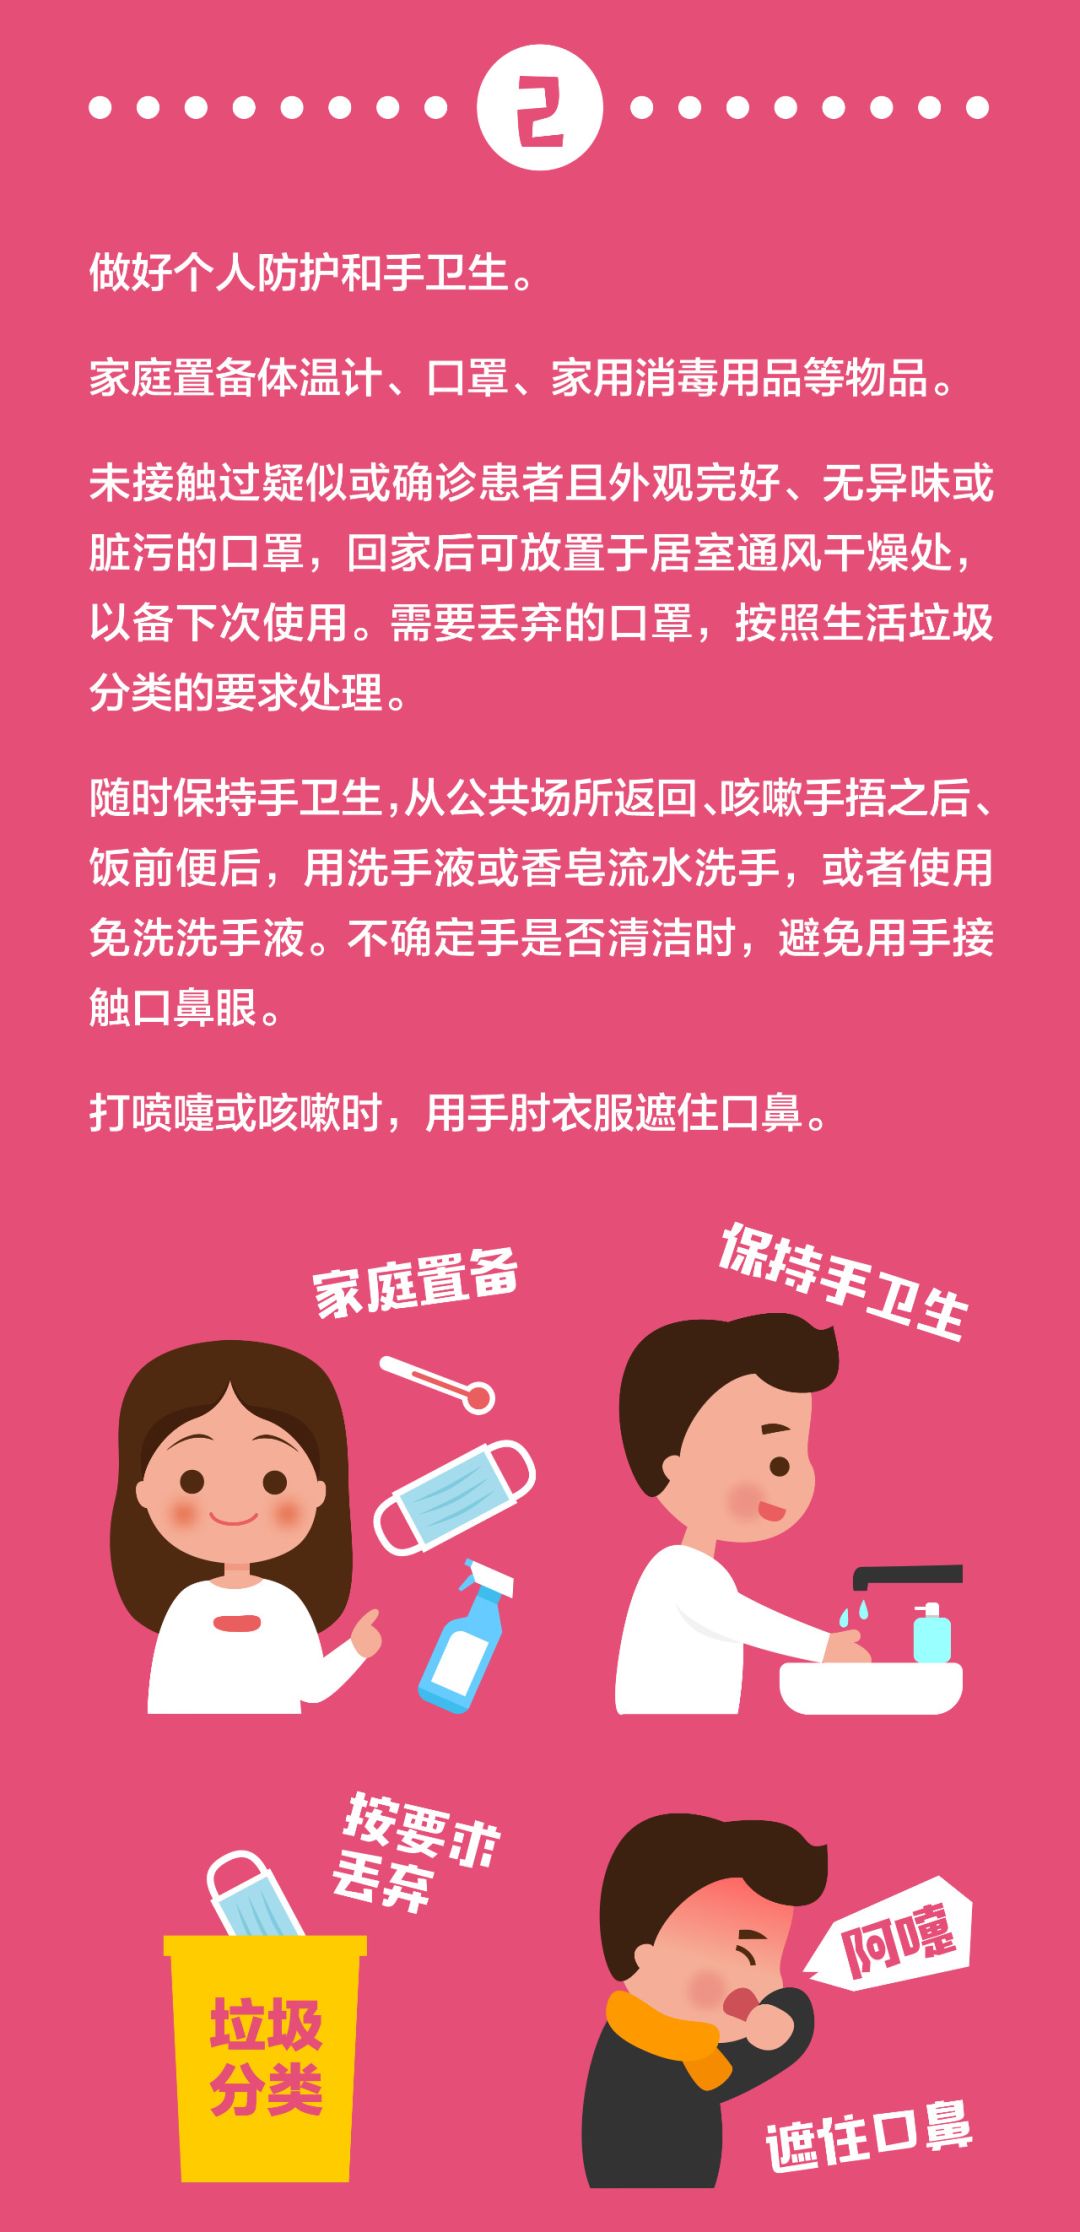 2
做好个人防护和手卫生。
家庭置备体温计、口罩、家用消毒用品等物品。
未接触过疑似或确诊患者且外观完好、无异味或
脏污的口罩，回家后可放置于居室通风干燥处，
以备下次使用。需要丢弃的口罩，按照生活垃圾
分类的要求处理。
随时保持手卫生，从公共场所返回、咳嗽手捂之后、
饭前便后，用洗手液或香皂流水洗手，或者使用
免洗洗手液。不确定手是否清洁时，避免用手接
触口鼻眼。
打喷嚏或咳嗽时，用手肘衣服遮住口鼻。
家庭置备
保持手卫生
按要求
丢弃
垃圾
分类
阿嚏
遮住口鼻